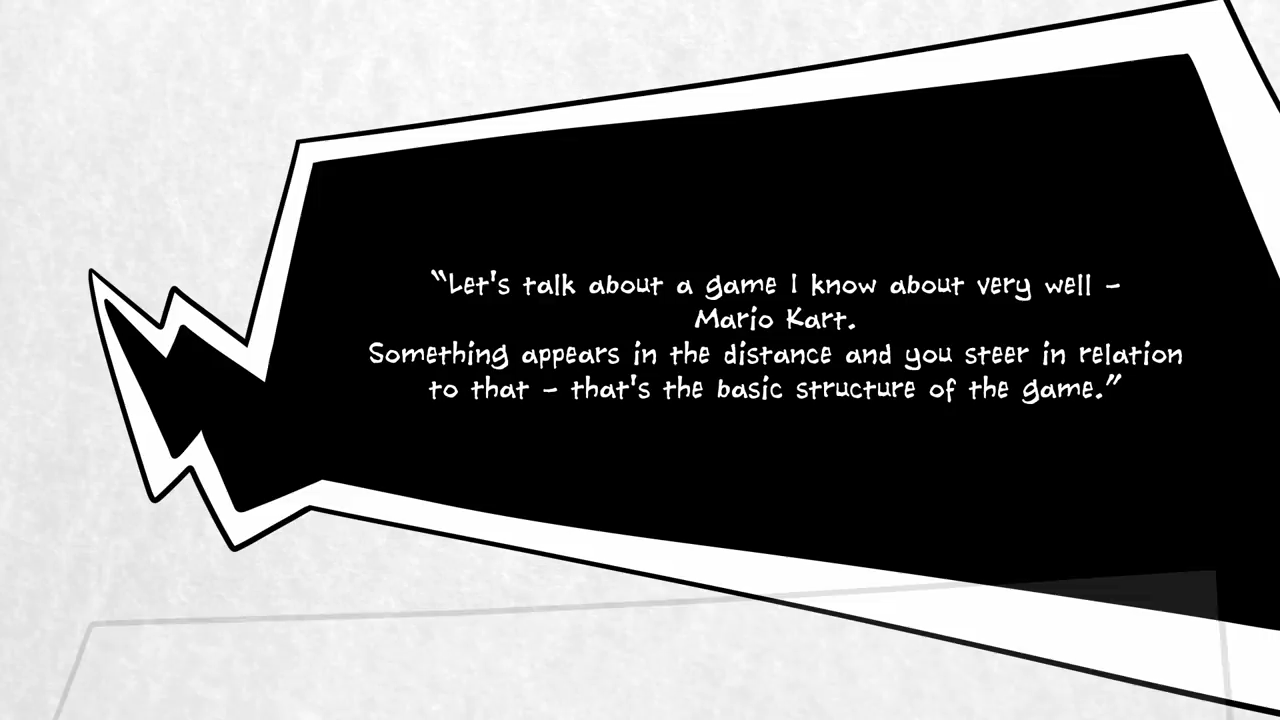 “Let's talk about a game I know about very well –
Mario Kart.
Something appears in the distance and you steer in relation
to that – that's the basic structure of the game.”